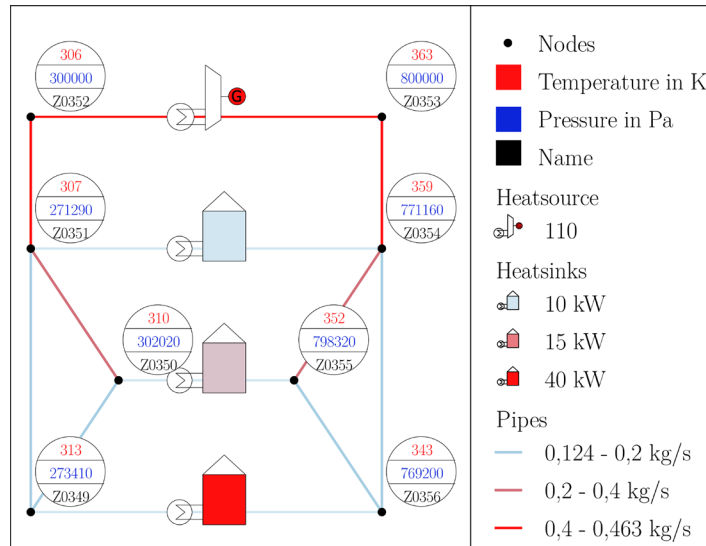 306
300000
Z0352
363
800000
Z0353
G
307
271290
Z0351
359
771160
Z0354
310
302020
Z0350
352
798320
Z0355
313
273410
Z0349
343
769200
Z0356
Nodes
Temperature in K
Pressure in Pa
Name
Heatsource
110
Heatsinks
10 kW
15 kW
40 kW
Pipes
0,124 - 0,2 kg/s
0,2 - 0,4 kg/s
0,4 - 0,463 kg/s